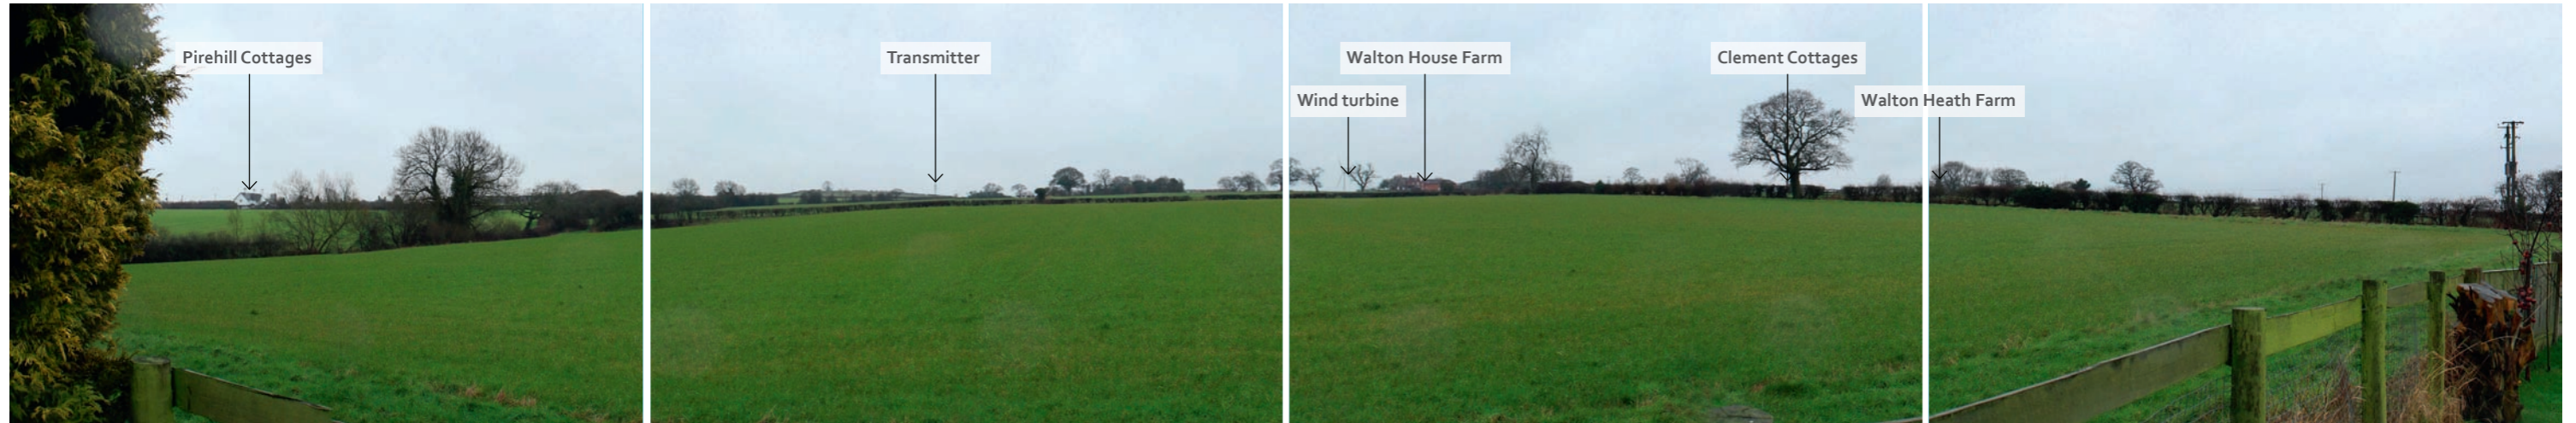 Pirehill Cottages
Transmitter
Walton House Farm
Clement Cottages
Wind turbine
Walton Heath Farm